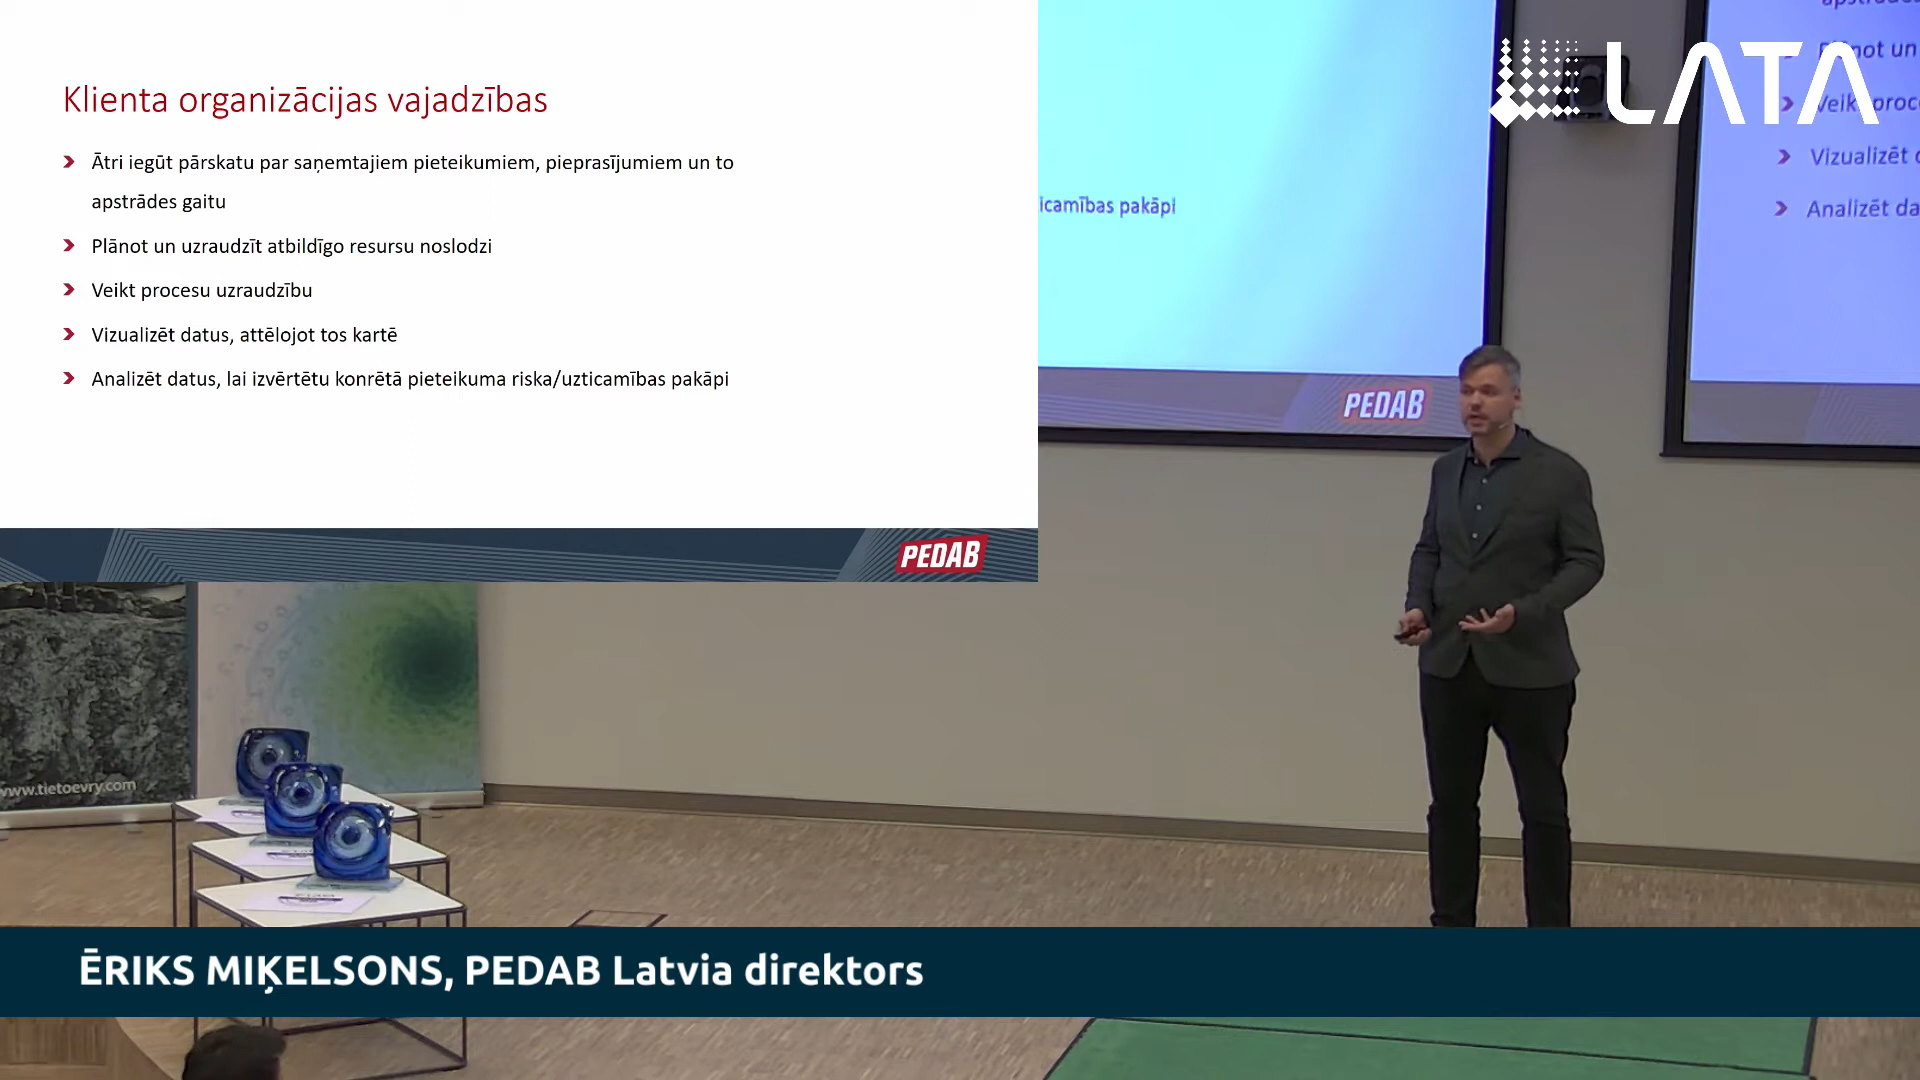 Klienta organizācijas vajadzības
Ātri iegūt pārskatu par saņemtajiem pieteikumiem, pieprasījumiem un to
apstrādes gaitu
Plānot un uzraudzīt atbildīgo resursu noslodzi
Veikt procesu uzraudzību
Vizualizēt datus, attēlojot tos kartē
Analizēt datus, lai izvērtētu konrētā pieteikuma riska/uzticamības pakāpi
PEDAB
ticamības pakāpi
PEDAB
LATA
Vizualizēt
Analizēt da
www.tietoevry.com
ĒRIKS MIĶELSONS, PEDAB Latvia direktors